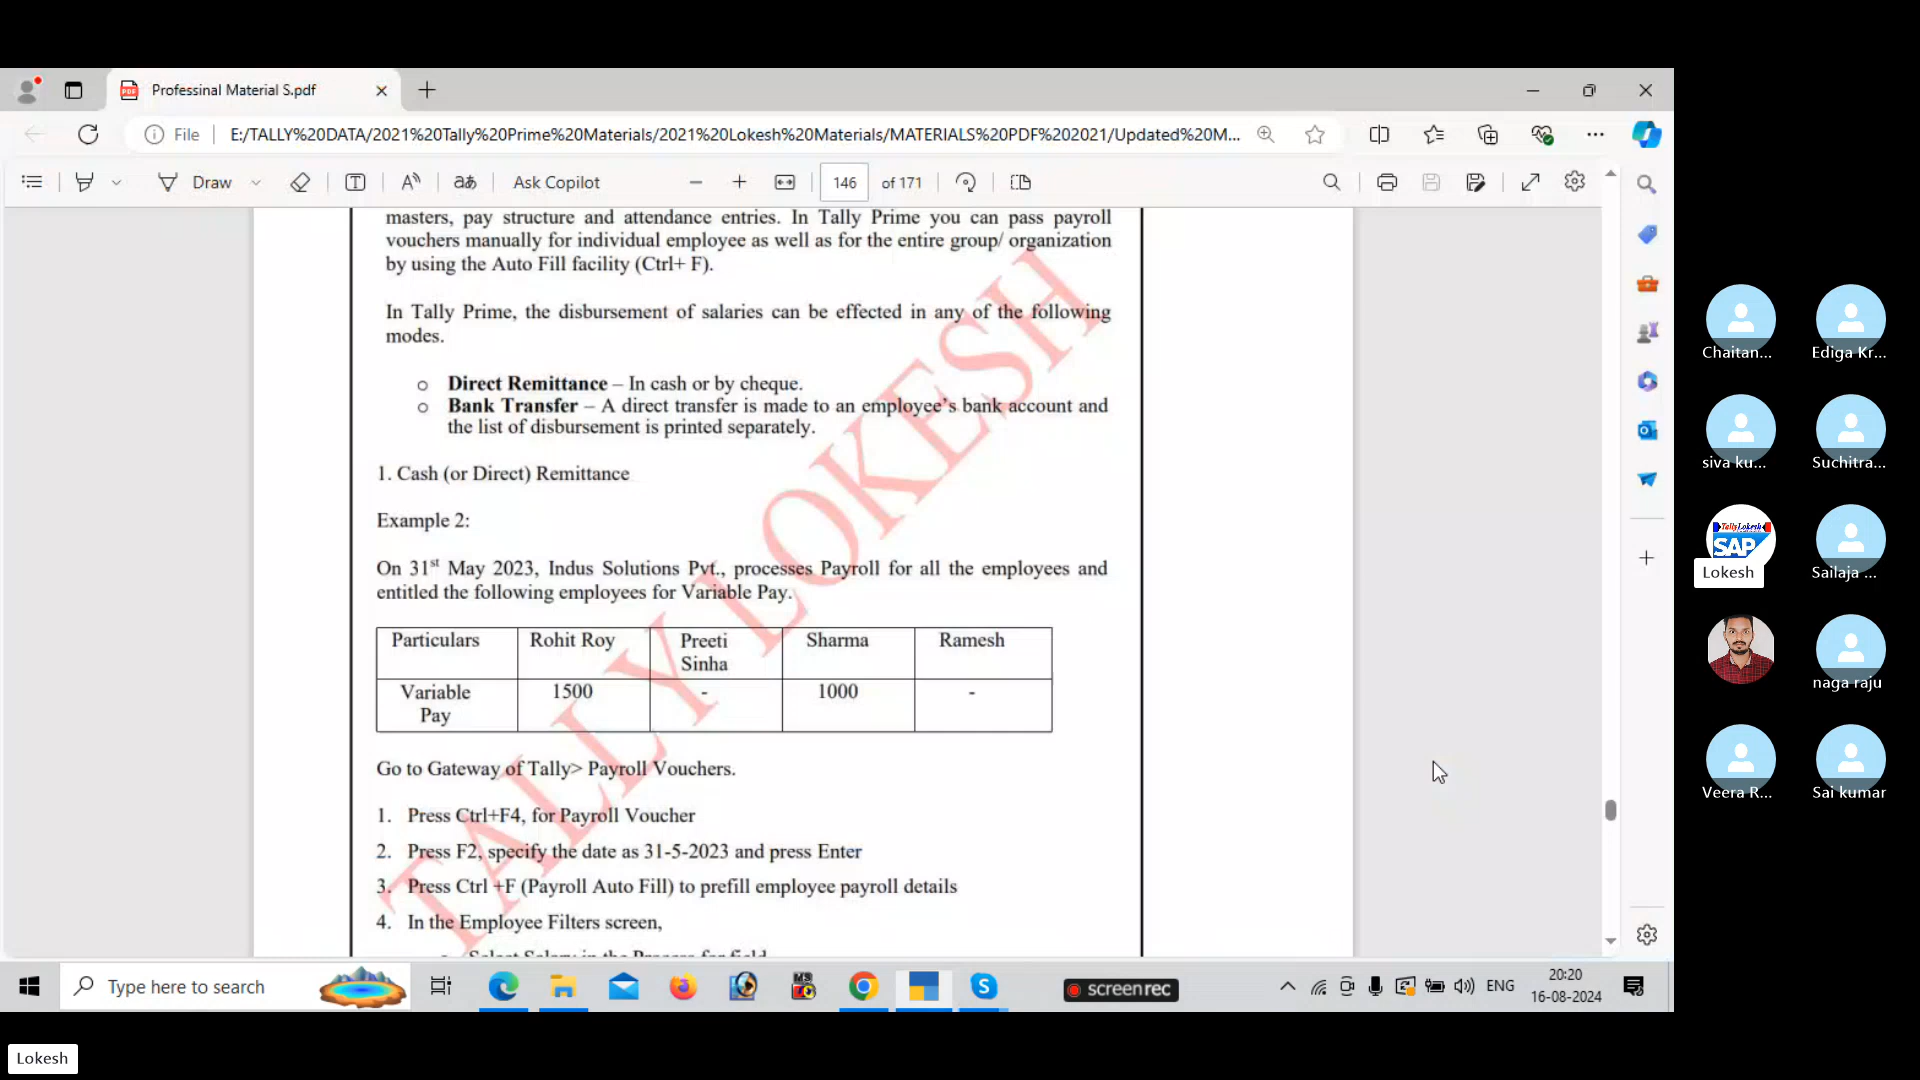 Professinal Material S.pdf
File
E:/TALLY%20DATA/2021%20Tally%20Prime%20Materials/2021%20Lokesh%20Materials/MATERIALS%20PDF%202021/Updated%20M...
Draw
Ask Copilot
146
of 171
masters, pay structure and attendance entries. In Tally Prime you can pass payroll
vouchers manually for individual employee as well as for the entire group/ organization
by using the Auto Fill facility (Ctrl+ F).
In Tally Prime, the disbursement of salaries can be effected in any of the following
modes.
o Direct Remittance – In cash or by cheque.
o Bank Transfer – A direct transfer is made to an employee's bank account and
the list of disbursement is printed separately.
1. Cash (or Direct) Remittance
Example 2:
On 31st May 2023, Indus Solutions Pvt., processes Payroll for all the employees and
entitled the following employees for Variable Pay.
Particulars Rohit Roy Preeti Sinha Sharma Ramesh
Variable Pay 1500 - 1000 -
Go to Gateway of Tally> Payroll Vouchers.
1. Press Ctrl+F4, for Payroll Voucher
2. Press F2, specify the date as 31-5-2023 and press Enter
3. Press Ctrl +F (Payroll Auto Fill) to prefill employee payroll details
4. In the Employee Filters screen,
Select Salary in the Process for field
TALLY LOKESH
Chaitan...
Ediga Kr...
siva ku...
Suchitra...
Tally Lokesh
SAP
Lokesh
Sailaja ...
naga raju
Veera R...
Sai kumar
Type here to search
screenrec
ENG
20:20
16-08-2024
Lokesh